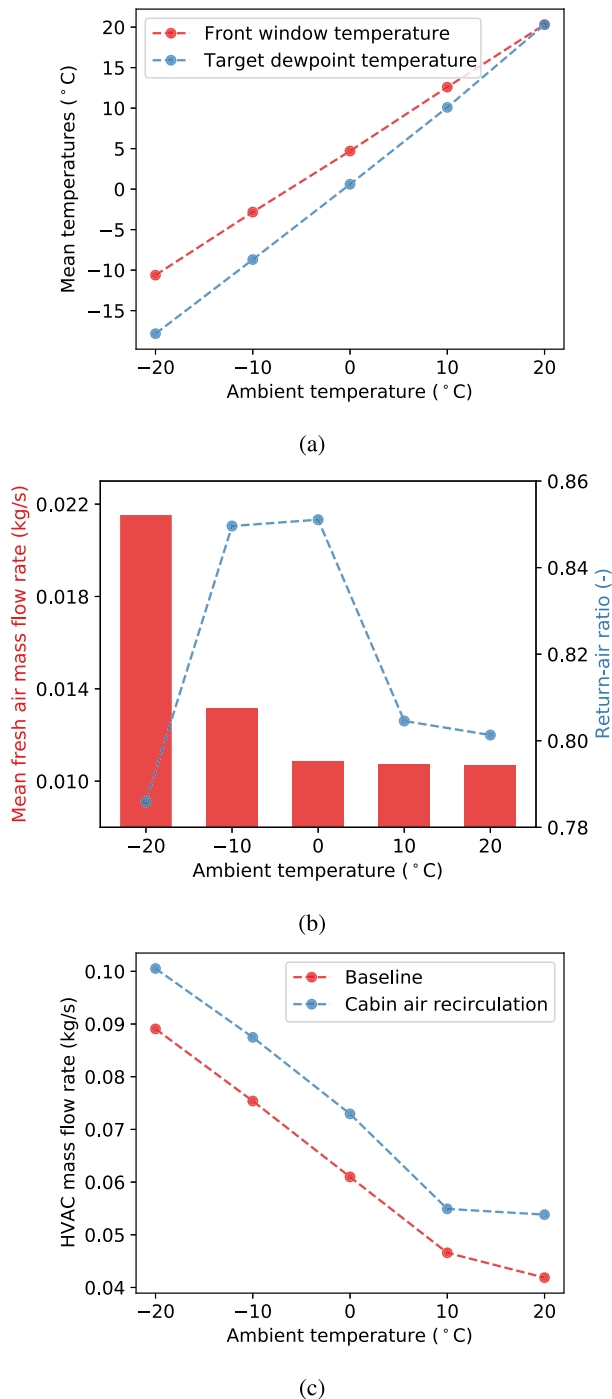 Mean temperatures (°C)
20
15
10
5
0
−5
−10
−15
Front window temperature
Target dewpoint temperature
−20 −10 0 10 20
Ambient temperature (°C)
(a)
Mean fresh air mass flow rate (kg/s)
0.022
0.018
0.014
0.010
0.86
0.84
0.82
0.80
0.78
Return-air ratio (-)
−20 −10 0 10 20
Ambient temperature (°C)
(b)
HVAC mass flow rate (kg/s)
0.10
0.09
0.08
0.07
0.06
0.05
0.04
Baseline
Cabin air recirculation
−20 −10 0 10 20
Ambient temperature (°C)
(c)